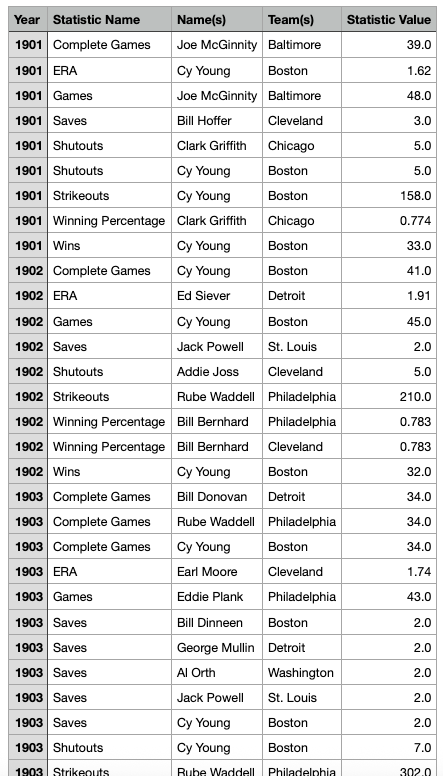 Year Statistic Name Name(s) Team(s) Statistic Value
1901 Complete Games Joe McGinnity Baltimore 39.0
1901 ERA Cy Young Boston 1.62
1901 Games Joe McGinnity Baltimore 48.0
1901 Saves Bill Hoffer Cleveland 3.0
1901 Shutouts Clark Griffith Chicago 5.0
1901 Shutouts Cy Young Boston 5.0
1901 Strikeouts Cy Young Boston 158.0
1901 Winning Percentage Clark Griffith Chicago 0.774
1901 Wins Cy Young Boston 33.0
1902 Complete Games Cy Young Boston 41.0
1902 ERA Ed Siever Detroit 1.91
1902 Games Cy Young Boston 45.0
1902 Saves Jack Powell St. Louis 2.0
1902 Shutouts Addie Joss Cleveland 5.0
1902 Strikeouts Rube Waddell Philadelphia 210.0
1902 Winning Percentage Bill Bernhard Philadelphia 0.783
1902 Winning Percentage Bill Bernhard Cleveland 0.783
1902 Wins Cy Young Boston 32.0
1903 Complete Games Bill Donovan Detroit 34.0
1903 Complete Games Rube Waddell Philadelphia 34.0
1903 Complete Games Cy Young Boston 34.0
1903 ERA Earl Moore Cleveland 1.74
1903 Games Eddie Plank Philadelphia 43.0
1903 Saves Bill Dinneen Boston 2.0
1903 Saves George Mullin Detroit 2.0
1903 Saves Al Orth Washington 2.0
1903 Saves Jack Powell St. Louis 2.0
1903 Saves Cy Young Boston 2.0
1903 Shutouts Cy Young Boston 7.0
1903 Strikeouts Rube Waddell Philadelphia 302.0